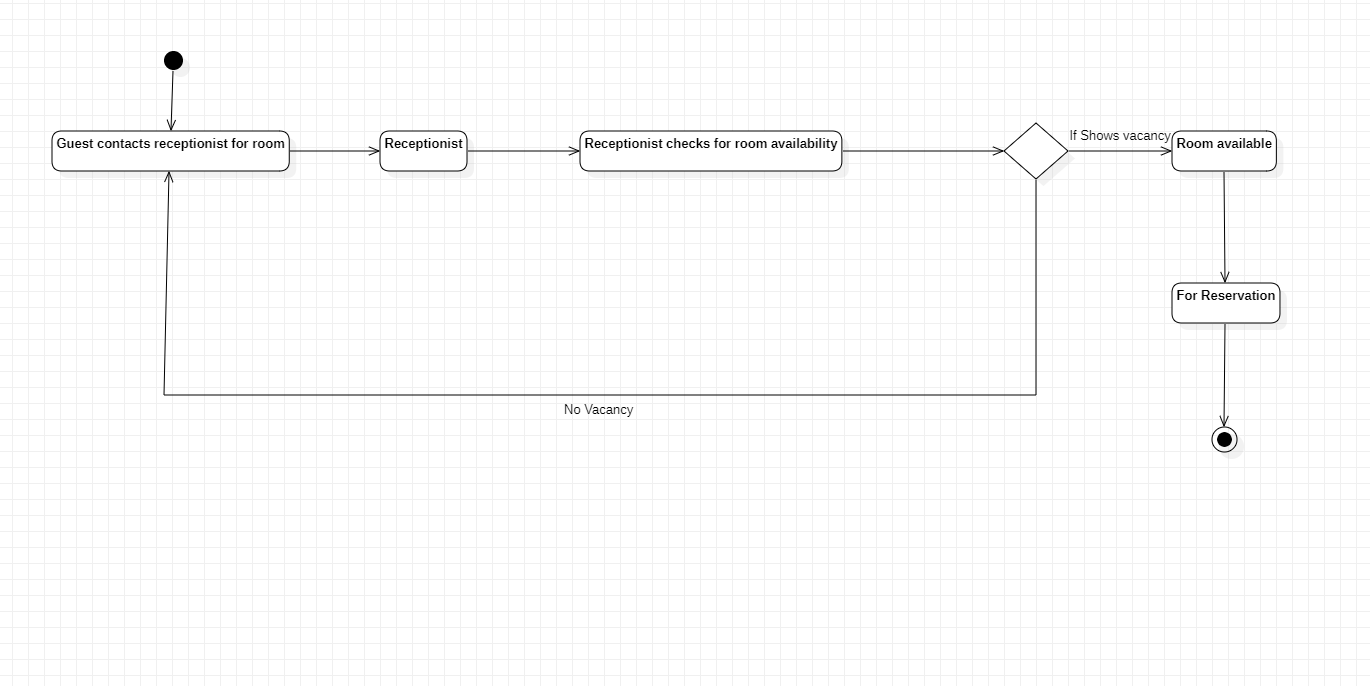 If Shows vacancy
Guest contacts receptionist for room
Receptionist
Receptionist checks for room availability
Room available
For Reservation
No Vacancy